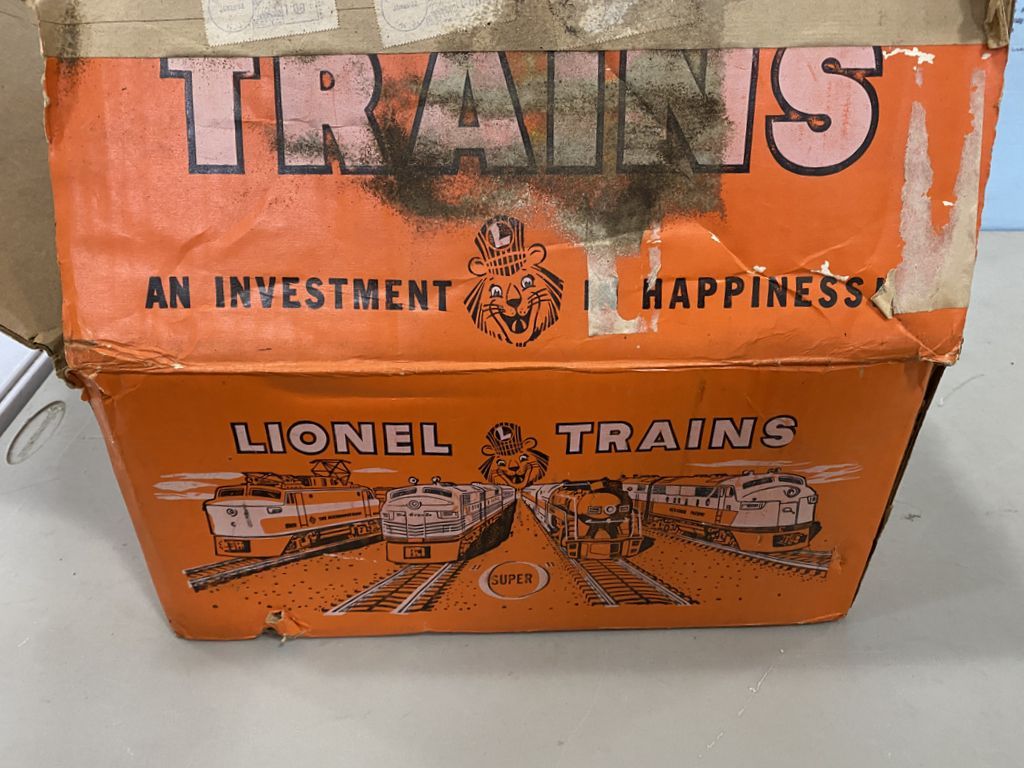 TRAINS
L
AN INVESTMENT HAPPINESS!
LIONEL L TRAINS
SUPER